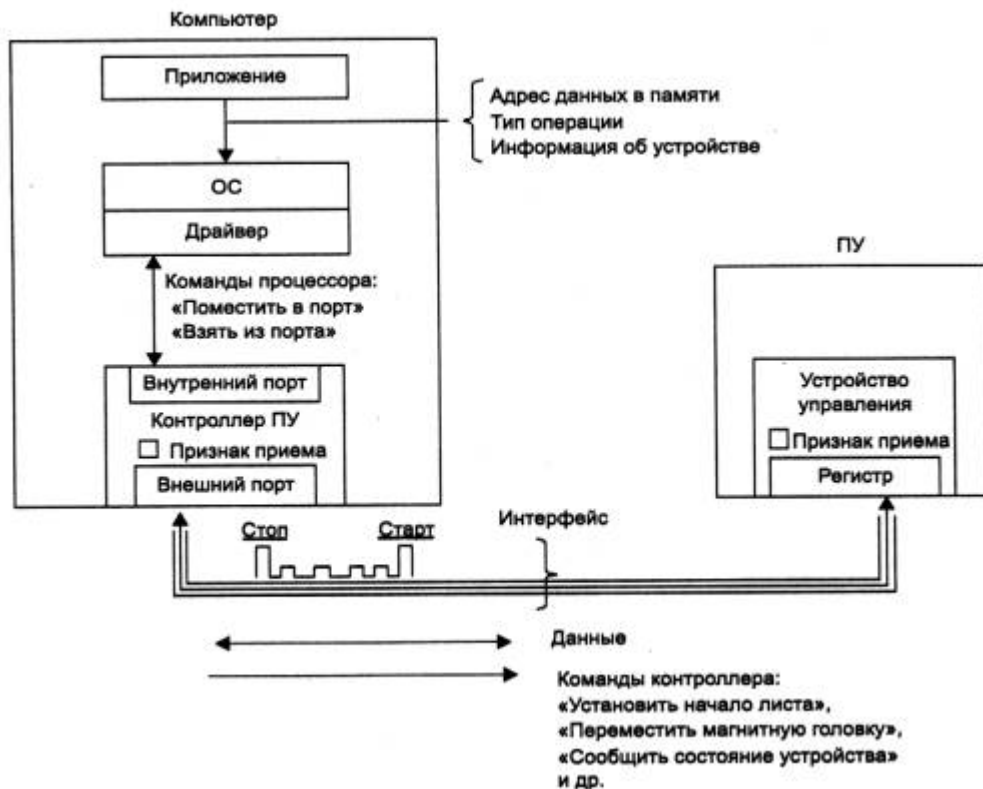 Компьютер
Приложение
Адрес данных в памяти
Тип операции
Информация об устройстве
ОС
Драйвер
ПУ
Команды процессора:
«Поместить в порт»
«Взять из порта»
Внутренний порт
Контроллер ПУ
Признак приема
Внешний порт
Устройство
управления
Признак приема
Регистр
Стоп
Старт
Интерфейс
Данные
Команды контроллера:
«Установить начало листа»,
«Переместить магнитную головку»,
«Сообщить состояние устройства»
и др.